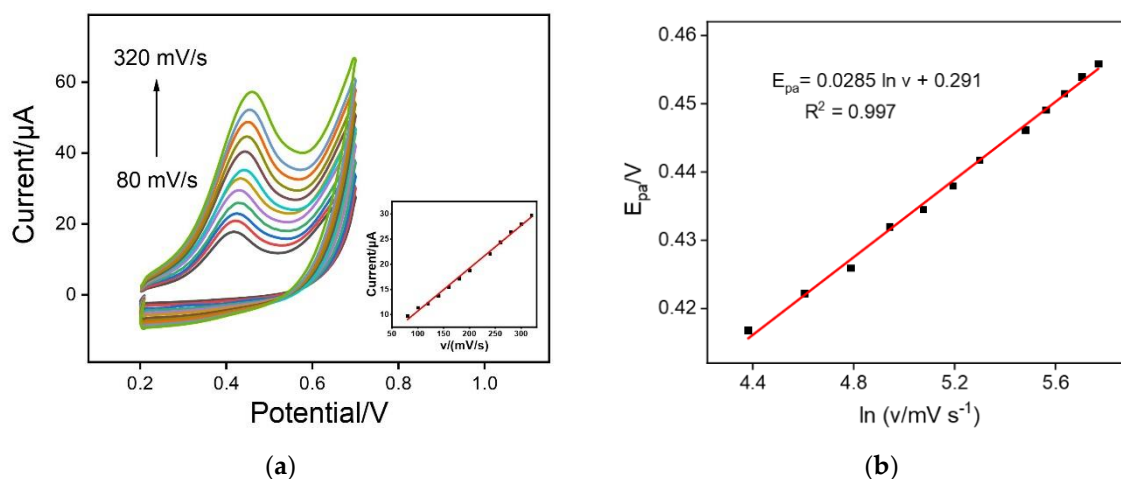 320 mV/s
80 mV/s
Current/µA
60
40
20
0
0.2 0.4 0.6 0.8 1.0
Potential/V
Current/µA
30
25
20
15
10
50 100 150 200 250 300
v/(mV/s)
(a)
E_pa= 0.0285 ln v + 0.291
R² = 0.997
E_pa/V
0.46
0.45
0.44
0.43
0.42
4.4 4.8 5.2 5.6
ln (v/mV s⁻¹)
(b)